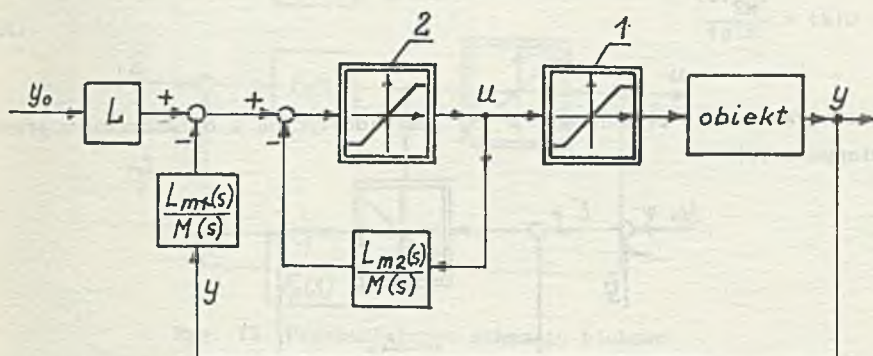 2
1
y₀
L
+
-
+
-
u
obiekt
y
Lm1(s)
M(s)
y
Lm2(s)
M(s)